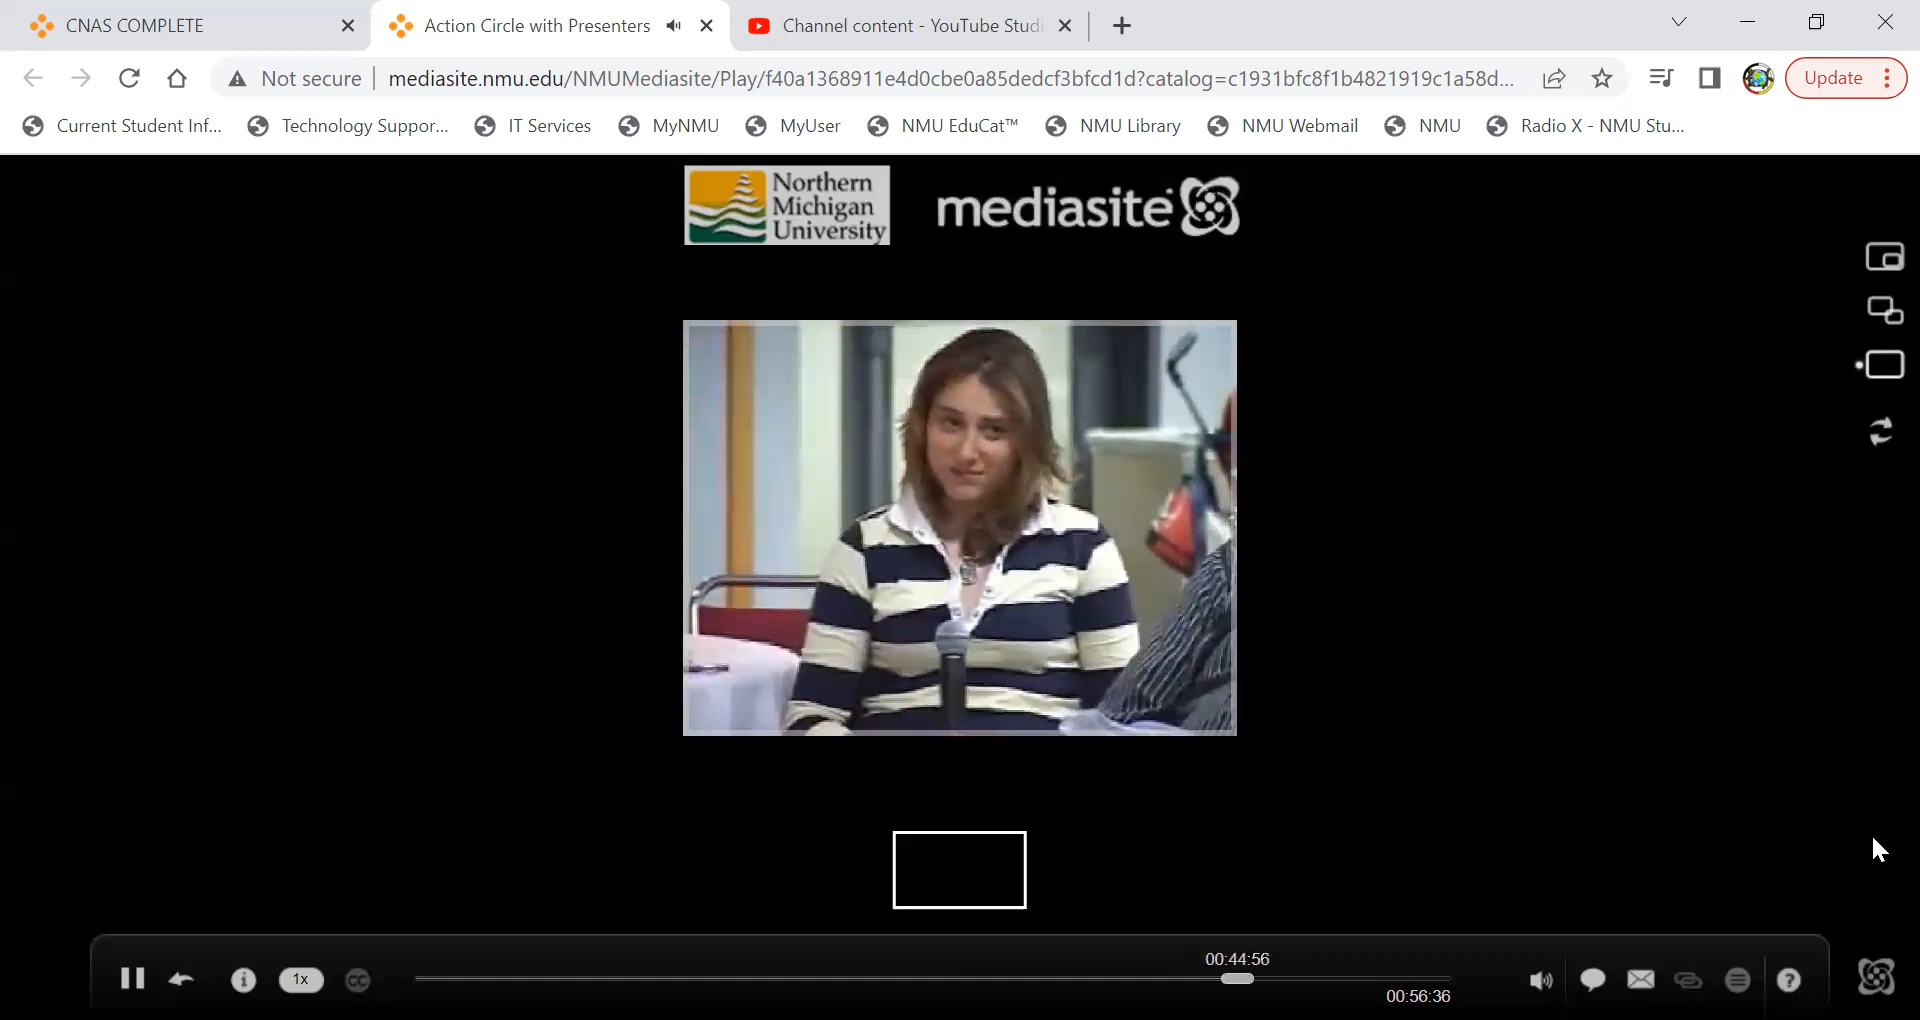 CNAS COMPLETE
Action Circle with Presenters
Channel content - YouTube Studi
Not secure
mediasite.nmu.edu/NMUMediasite/Play/f40a1368911e4d0cbe0a85dedcf3bfcd1d?catalog=c1931bfc8f1b4821919c1a58d...
Update
Current Student Inf...
Technology Suppor...
IT Services
MyNMU
MyUser
NMU EduCat™
NMU Library
NMU Webmail
NMU
Radio X - NMU Stu...
Northern
Michigan
University
mediasite
00:44:56
1x
CC
00:56:36